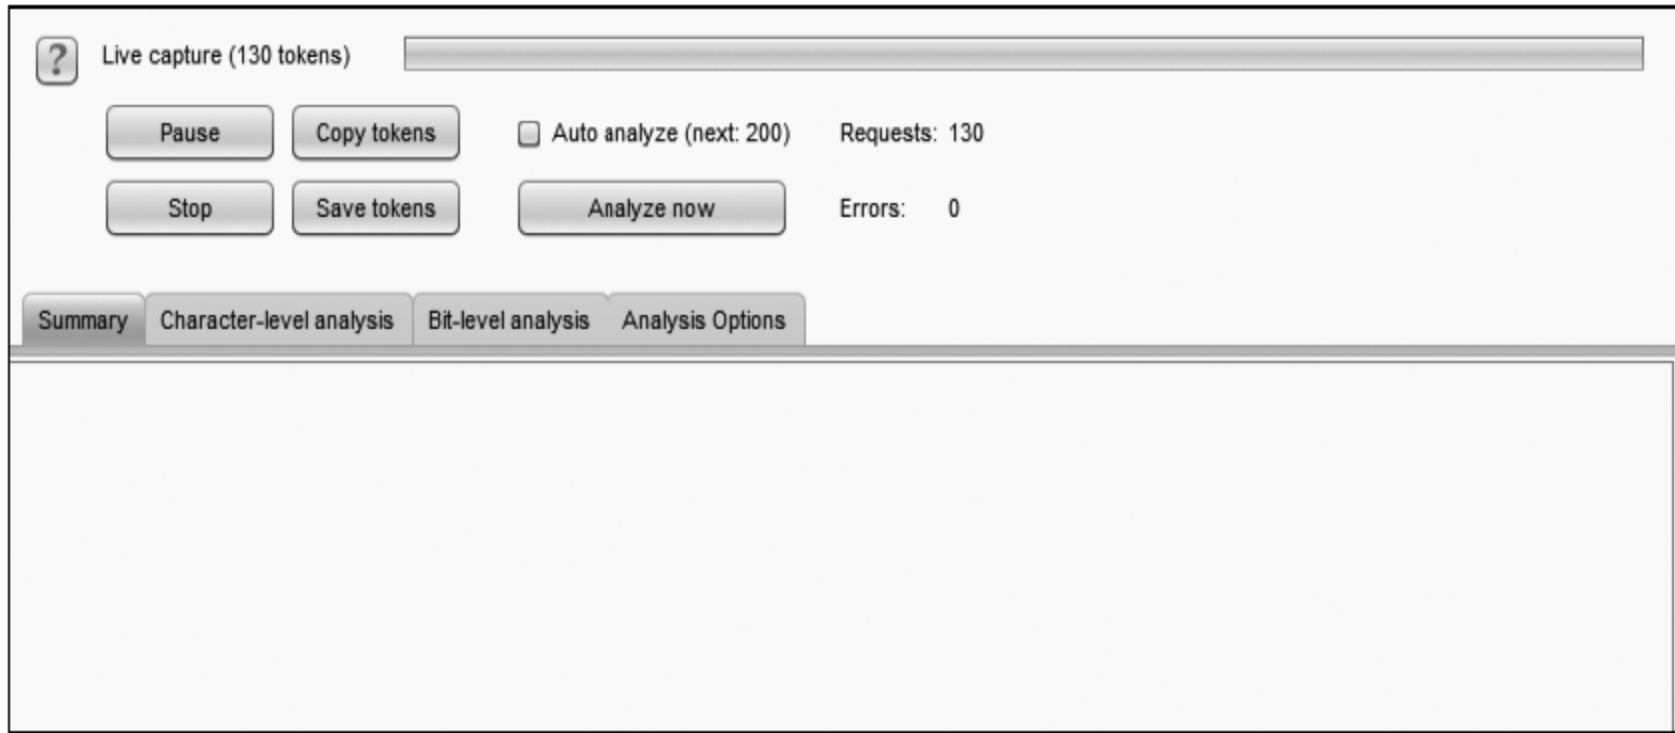 ? Live capture (130 tokens)
Pause Copy tokens Auto analyze (next: 200) Requests: 130
Stop Save tokens Analyze now Errors: 0
Summary Character-level analysis Bit-level analysis Analysis Options